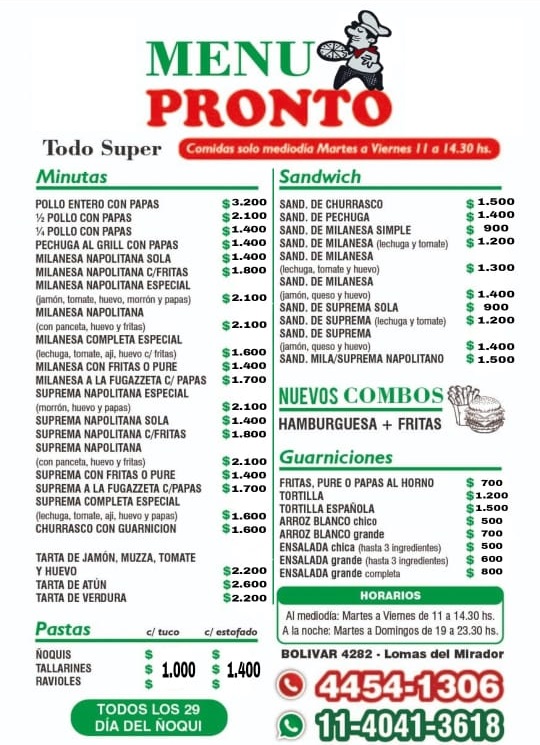 MENU
PRONTO
Todo Super
Comidas solo mediodía Martes a Viernes 11 a 14.30 hs.
Minutas
POLLO ENTERO CON PAPAS $3.200
½ POLLO CON PAPAS $2.100
¼ POLLO CON PAPAS $1.400
PECHUGA AL GRILL CON PAPAS $1.400
MILANESA NAPOLITANA SOLA $1.400
MILANESA NAPOLITANA C/FRITAS $1.800
MILANESA NAPOLITANA ESPECIAL
(jamón, tomate, huevo, morrón y papas) $2.100
MILANESA NAPOLITANA
(con panceta, huevo y fritas) $2.100
MILANESA COMPLETA ESPECIAL
(lechuga, tomate, aji, huevo c/ fritas) $1.600
MILANESA CON FRITAS O PURE $1.400
MILANESA A LA FUGAZZETA C/ PAPAS $1.700
SUPREMA NAPOLITANA ESPECIAL
(morrón, huevo y papas) $2.100
SUPREMA NAPOLITANA SOLA $1.400
SUPREMA NAPOLITANA C/FRITAS $1.800
SUPREMA NAPOLITANA
(con panceta, huevo y fritas) $2.100
SUPREMA CON FRITAS O PURE $1.400
SUPREMA A LA FUGAZZETA C/PAPAS $1.700
SUPREMA COMPLETA ESPECIAL
(lechuga, tomate, aji, huevo y papas) $1.600
CHURRASCO CON GUARNICION $1.600
TARTA DE JAMÓN, MUZZA, TOMATE
Y HUEVO $2.200
TARTA DE ATÚN $2.600
TARTA DE VERDURA $2.200
Pastas c/ tuco c/ estofado
ÑOQUIS $ $
TALLARINES $ 1.000 $ 1.400
RAVIOLES $ $
TODOS LOS 29
DÍA DEL ÑOQUI
Sandwich
SAND. DE CHURRASCO $1.500
SAND. DE PECHUGA $1.400
SAND. DE MILANESA SIMPLE $ 900
SAND. DE MILANESA (lechuga y tomate) $1.200
SAND. DE MILANESA
(lechuga, tomate y huevo) $1.300
SAND. DE MILANESA
(jamón, queso y huevo) $1.400
SAND. DE SUPREMA SOLA $ 900
SAND. DE SUPREMA (lechuga y tomate) $1.200
SAND. DE SUPREMA
(jamón, queso y huevo) $1.400
SAND. MILA/SUPREMA NAPOLITANO $1.500
NUEVOS COMBOS
HAMBURGUESA + FRITAS
Guarniciones
FRITAS, PURE O PAPAS AL HORNO $ 700
TORTILLA $1.200
TORTILLA ESPAÑOLA $1.500
ARROZ BLANCO chico $ 500
ARROZ BLANCO grande $ 700
ENSALADA chica (hasta 3 ingredientes) $ 500
ENSALADA grande (hasta 3 ingredientes) $ 600
ENSALADA grande completa $ 800
HORARIOS
Al mediodía: Martes a Viernes de 11 a 14.30 hs.
A la noche: Martes a Domingos de 19 a 23.30 hs.
BOLIVAR 4282 - Lomas del Mirador
4454-1306
11-4041-3618